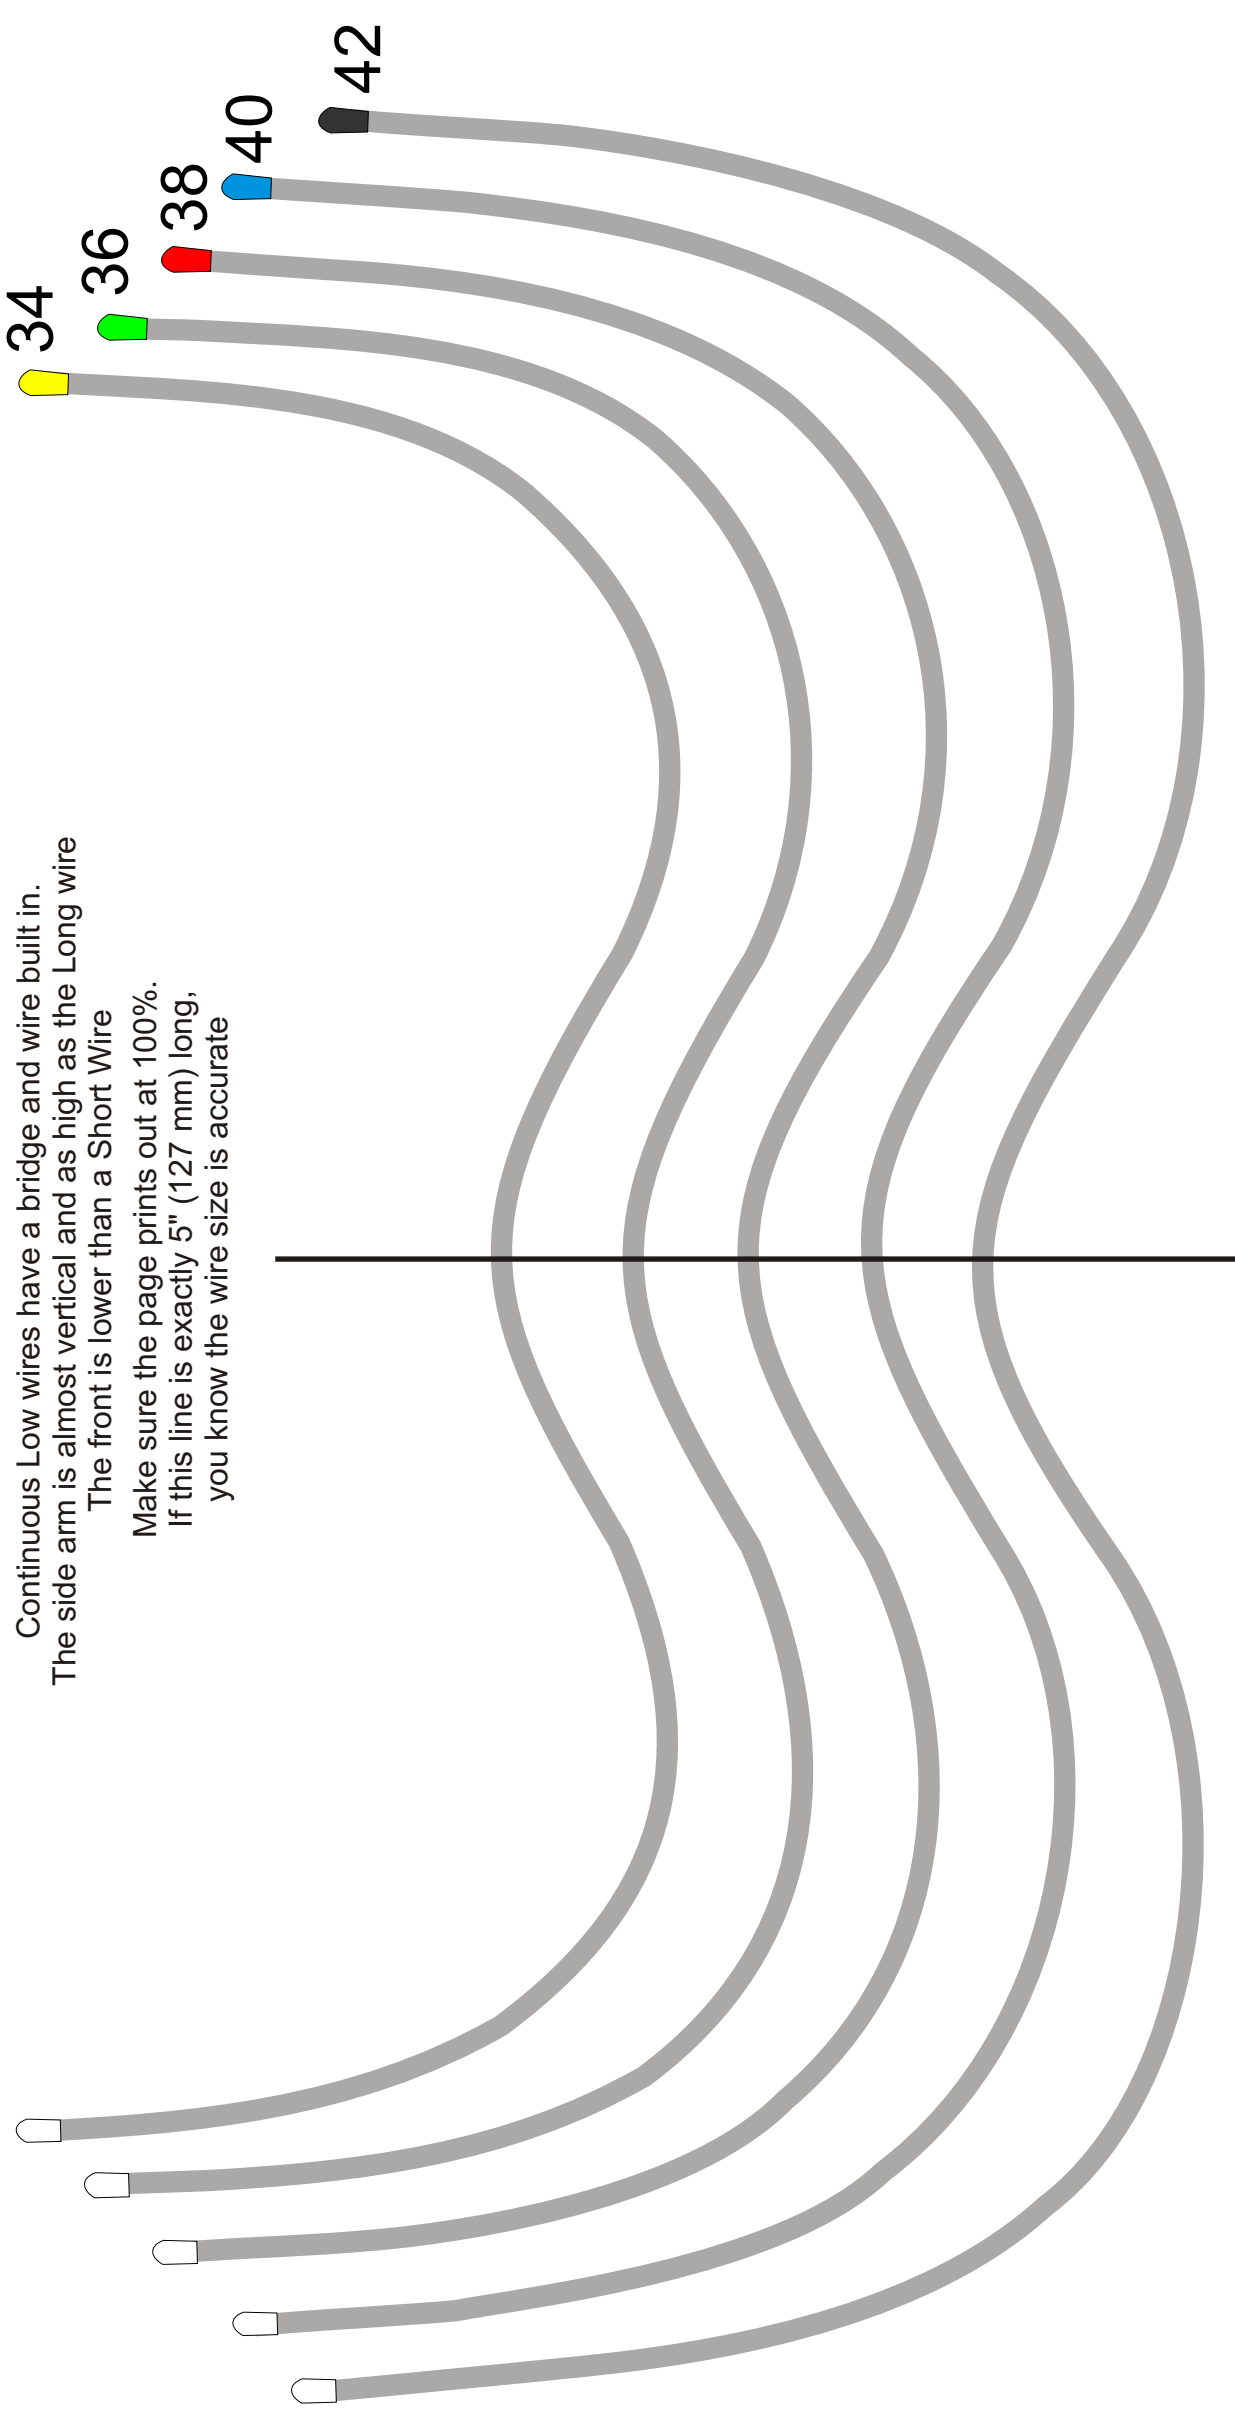 Continuous Low wires have a bridge and wire built in.
The side arm is almost vertical and as high as the Long wire
The front is lower than a Short Wire
Make sure the page prints out at 100%.
If this line is exactly 5" (127 mm) long,
you know the wire size is accurate
34
36
38
40
42